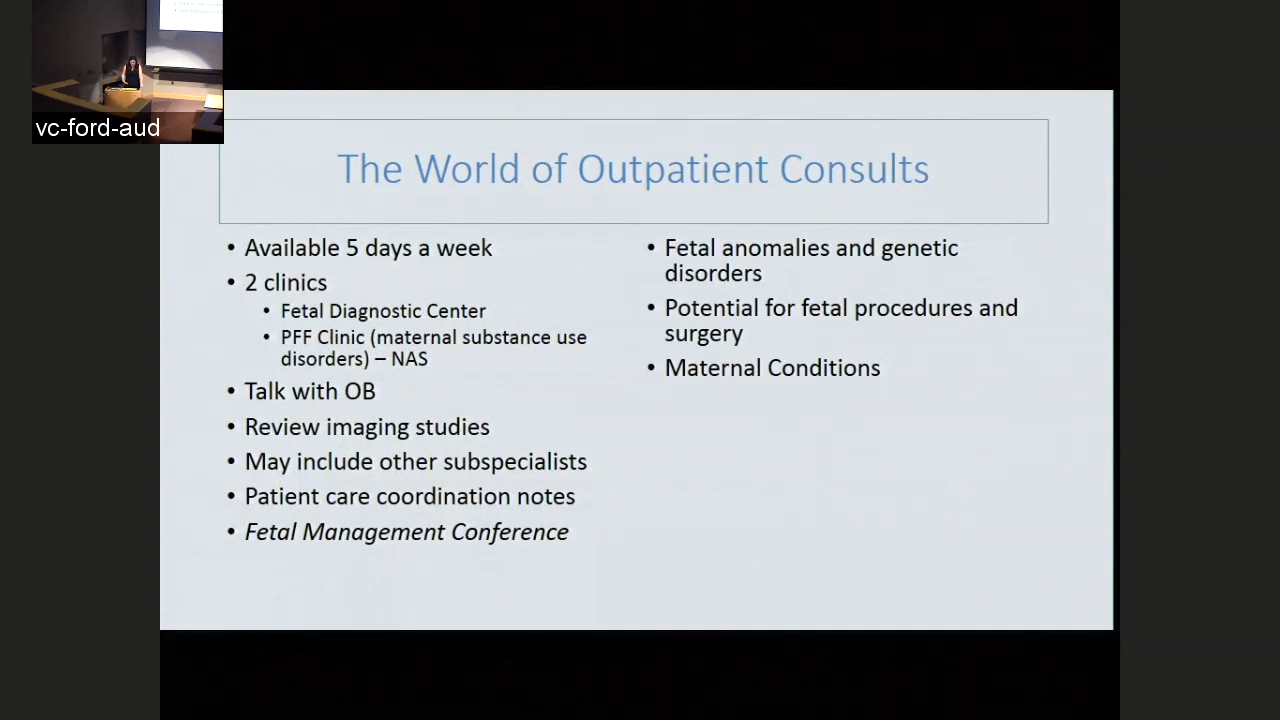 vc-ford-aud
The World of Outpatient Consults
• Available 5 days a week
• 2 clinics
• Fetal Diagnostic Center
• PFF Clinic (maternal substance use
disorders) – NAS
• Talk with OB
• Review imaging studies
• May include other subspecialists
• Patient care coordination notes
• Fetal Management Conference
• Fetal anomalies and genetic
disorders
• Potential for fetal procedures and
surgery
• Maternal Conditions